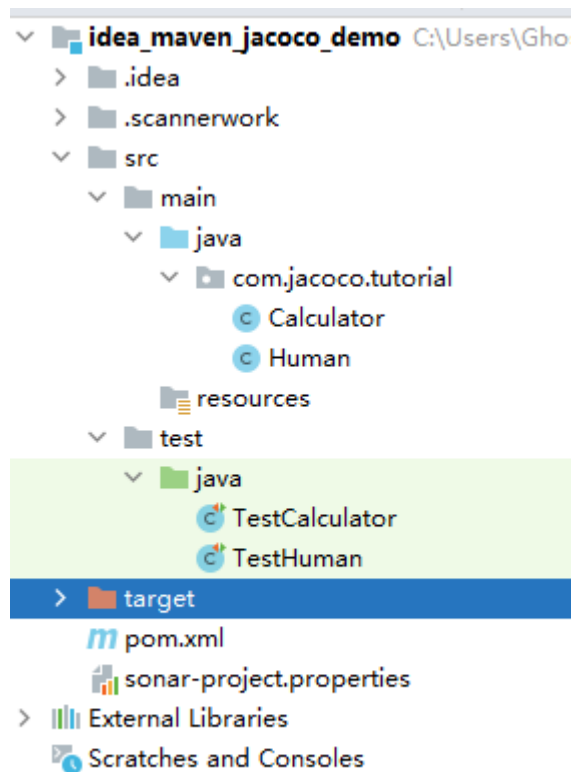 idea_maven_jacoco_demo C:\Users\Gho
.idea
.scannerwork
src
main
java
com.jacoco.tutorial
C Calculator
C Human
resources
test
java
C TestCalculator
C TestHuman
target
m pom.xml
sonar-project.properties
External Libraries
Scratches and Consoles